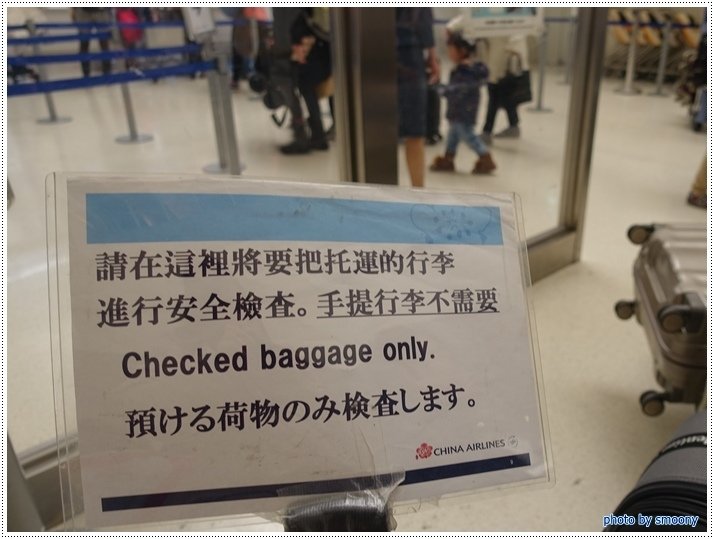 請在這裡將要把托運的行李
進行安全檢查。手提行李不需要
Checked baggage only.
預ける荷物のみ検査します。
CHINA AIRLINES
photo by smoony